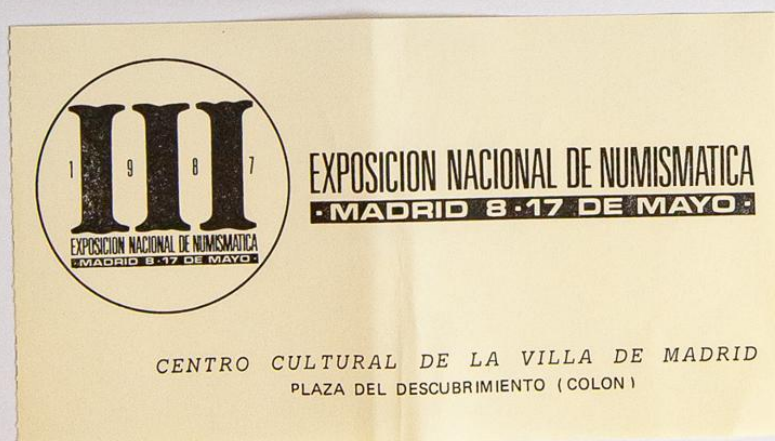 III
1 9 8 7
EXPOSICION NACIONAL DE NUMISMATICA
·MADRID 8·17 DE MAYO·
EXPOSICION NACIONAL DE NUMISMATICA
·MADRID 8·17 DE MAYO·
CENTRO CULTURAL DE LA VILLA DE MADRID
PLAZA DEL DESCUBRIMIENTO (COLON)